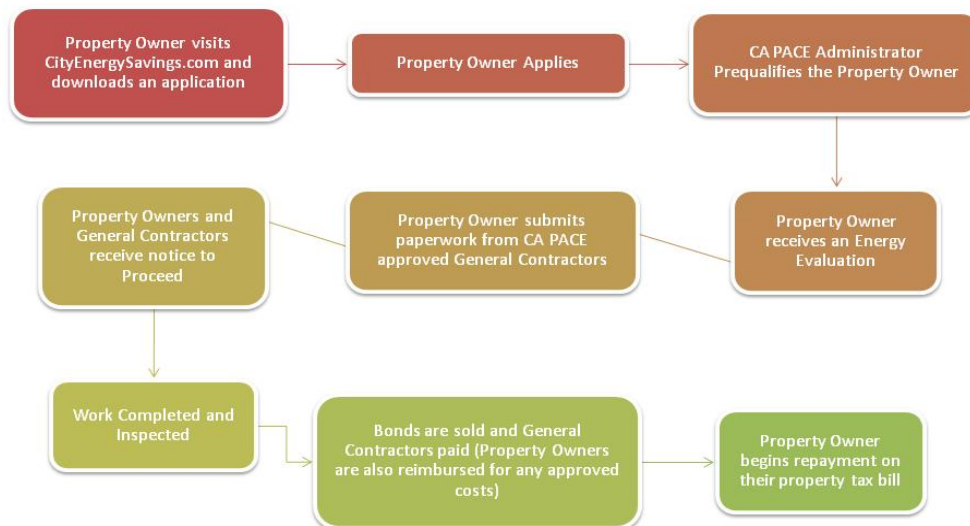 Property Owner visits
CityEnergySavings.com and
downloads an application
Property Owner Applies
CA PACE Administrator
Prequalifies the Property Owner
Property Owner
receives an Energy
Evaluation
Property Owner submits
paperwork from CA PACE
approved General Contractors
Property Owners and
General Contractors
receive notice to
Proceed
Work Completed and
Inspected
Bonds are sold and General
Contractors paid (Property Owners
are also reimbursed for any approved
costs)
Property Owner
begins repayment on
their property tax bill